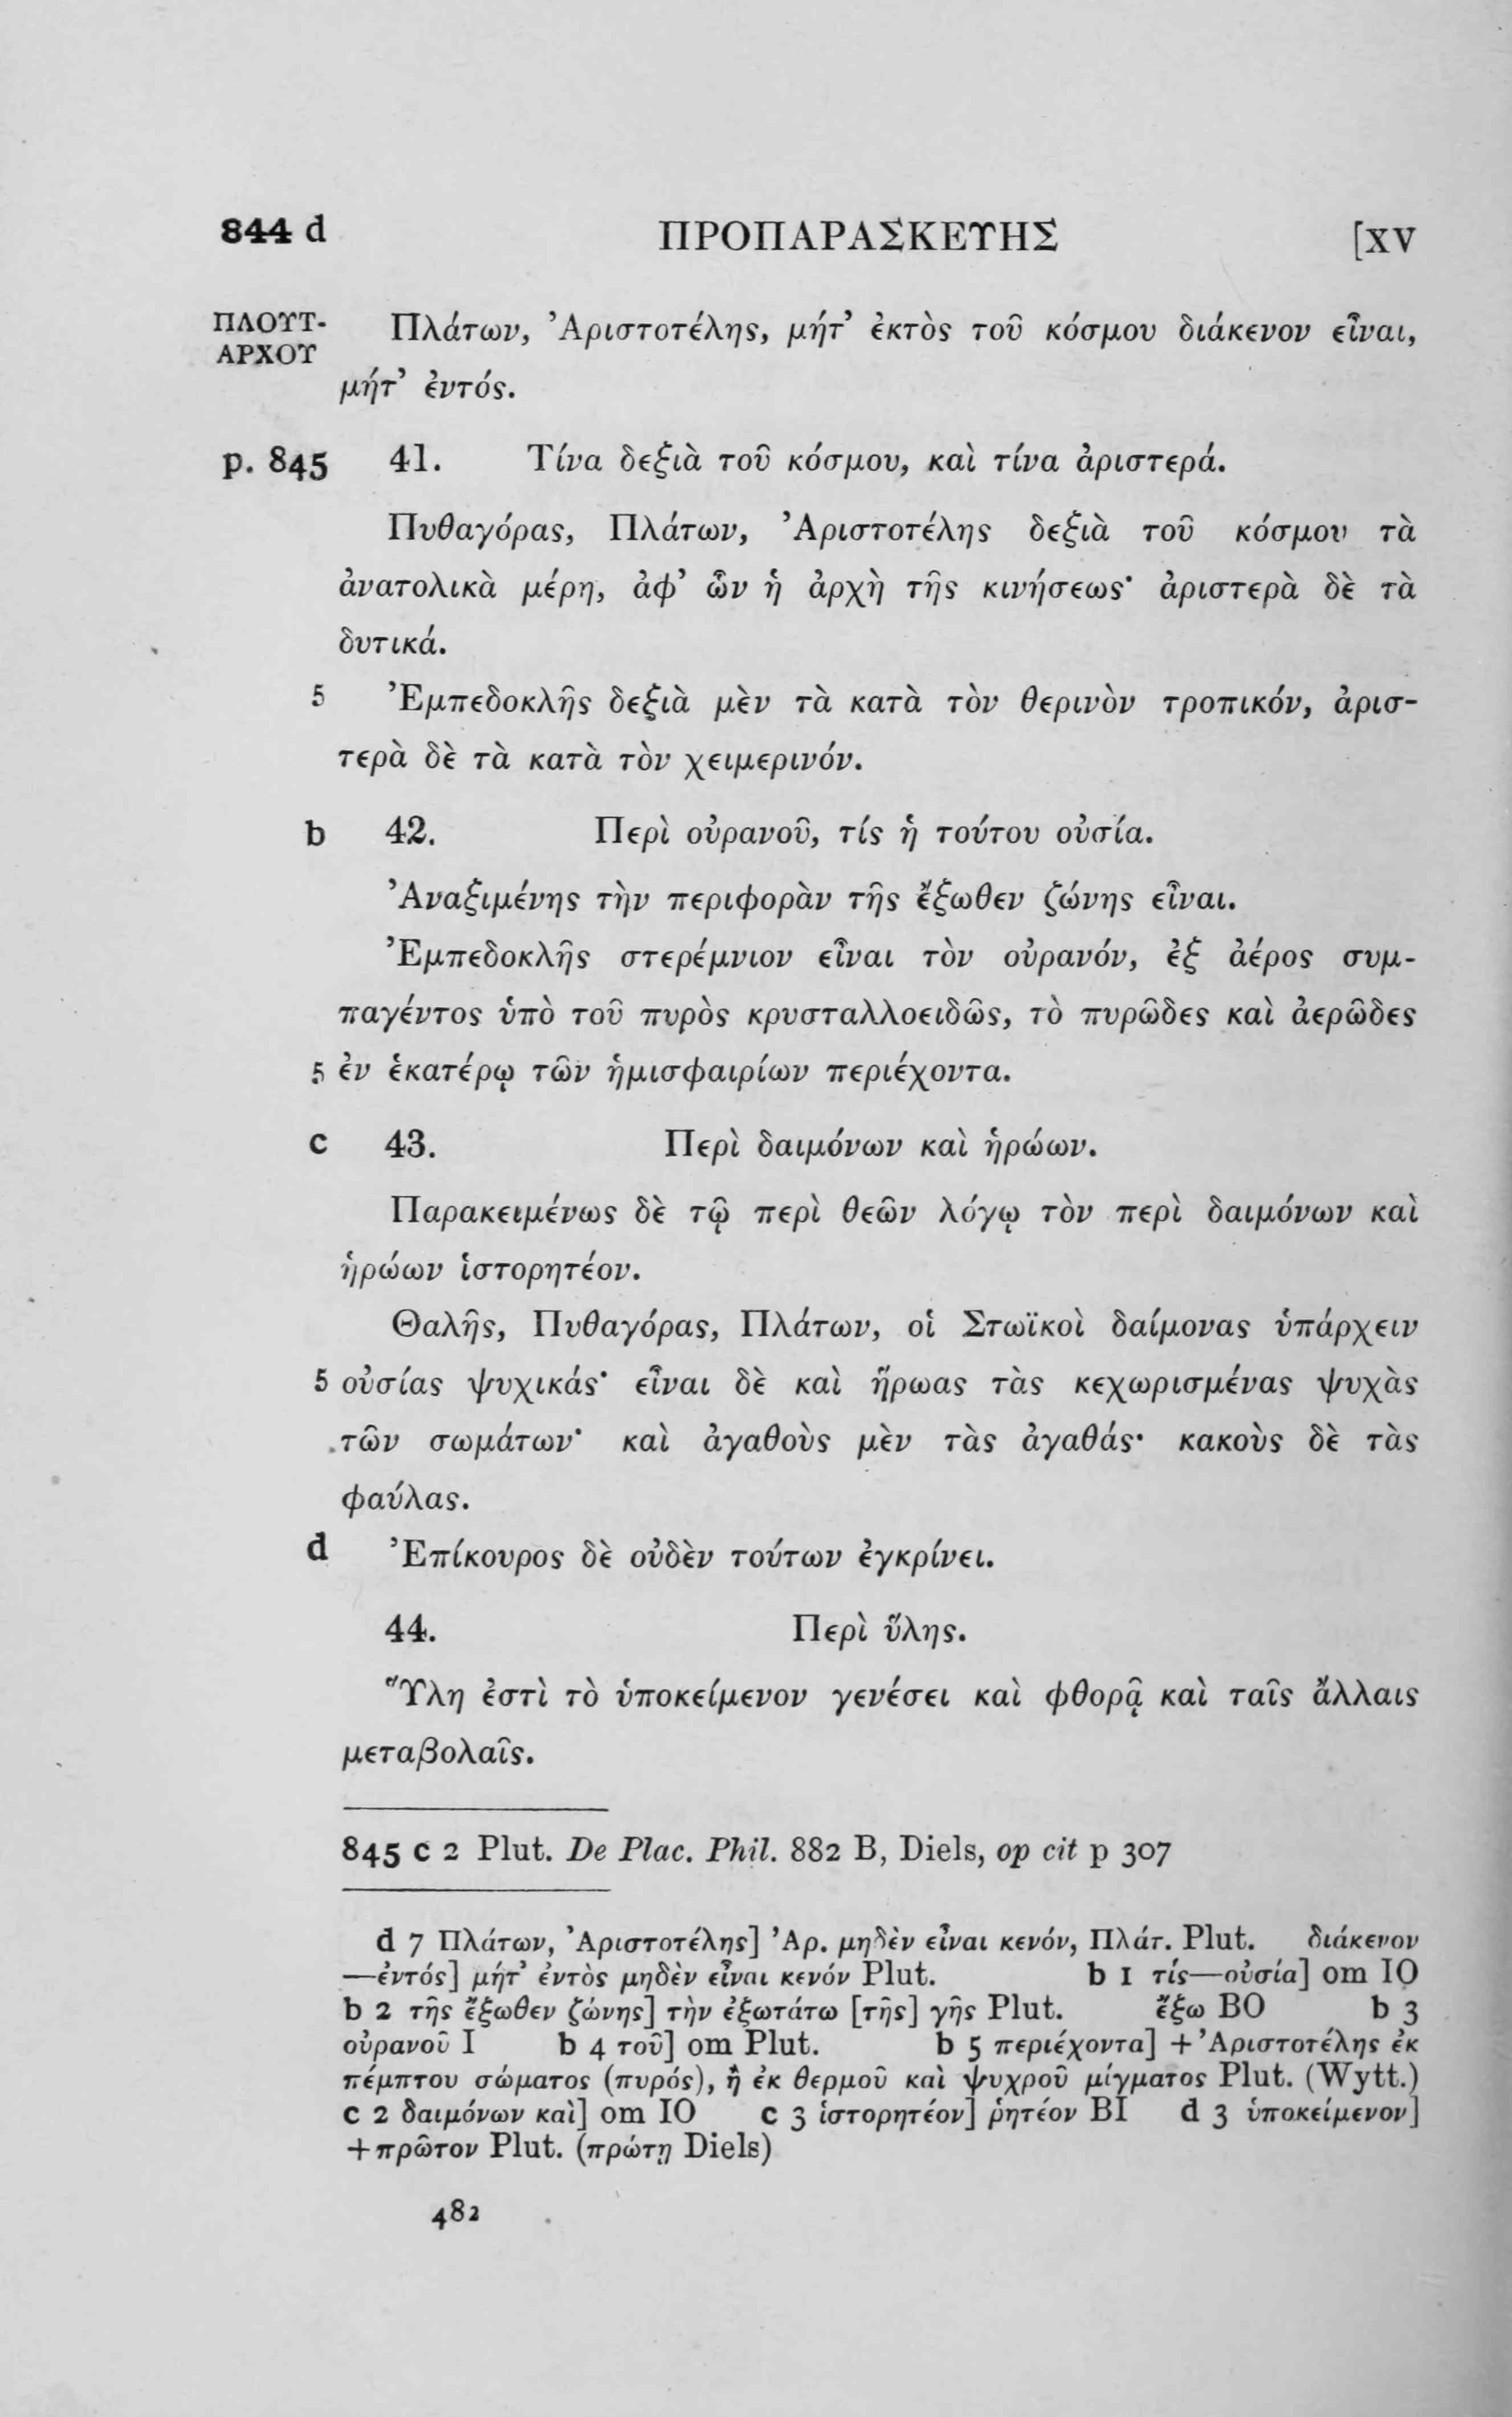 844 d ΠΡΟΠΑΡΑΣΚΕΥΗΣ [XV
ΠΛΟΥΤ- Πλάτων, Ἀριστοτέλης, μήτ’ ἐκτὸς τοῦ κόσμου διάκενον εἶναι,
ΑΡΧΟΥ
μήτ’ ἐντός.
p. 845 41. Τίνα δεξιὰ τοῦ κόσμου, καὶ τίνα ἀριστερά.
Πυθαγόρας, Πλάτων, Ἀριστοτέλης δεξιὰ τοῦ κόσμου τὰ
ἀνατολικὰ μέρη, ἀφ’ ὧν ἡ ἀρχὴ τῆς κινήσεως· ἀριστερὰ δὲ τὰ
δυτικά.
5 Ἐμπεδοκλῆς δεξιὰ μὲν τὰ κατὰ τὸν θερινὸν τροπικόν, ἀρισ-
τερὰ δὲ τὰ κατὰ τὸν χειμερινόν.
b 42. Περὶ οὐρανοῦ, τίς ἡ τούτου οὐσία.
Ἀναξιμένης τὴν περιφορὰν τῆς ἔξωθεν ζώνης εἶναι.
Ἐμπεδοκλῆς στερέμνιον εἶναι τὸν οὐρανόν, ἐξ ἀέρος συμ-
παγέντος ὑπὸ τοῦ πυρὸς κρυσταλλοειδῶς, τὸ πυρῶδες καὶ ἀερῶδες
5 ἐν ἑκατέρῳ τῶν ἡμισφαιρίων περιέχοντα.
c 43. Περὶ δαιμόνων καὶ ἡρώων.
Παρακειμένως δὲ τῷ περὶ θεῶν λόγῳ τὸν περὶ δαιμόνων καὶ
ἡρώων ἱστορητέον.
Θαλῆς, Πυθαγόρας, Πλάτων, οἱ Στωϊκοὶ δαίμονας ὑπάρχειν
5 οὐσίας ψυχικάς· εἶναι δὲ καὶ ἥρωας τὰς κεχωρισμένας ψυχὰς
τῶν σωμάτων· καὶ ἀγαθοὺς μὲν τὰς ἀγαθάς· κακοὺς δὲ τὰς
φαύλας.
d Ἐπίκουρος δὲ οὐδὲν τούτων ἐγκρίνει.
44. Περὶ ὕλης.
Ὕλη ἐστὶ τὸ ὑποκείμενον γενέσει καὶ φθορᾷ καὶ ταῖς ἄλλαις
μεταβολαῖς.
845 c 2 Plut. De Plac. Phil. 882 B, Diels, op cit p 307
d 7 Πλάτων, Ἀριστοτέλης] Ἀρ. μηδὲν εἶναι κενόν, Πλάτ. Plut. διάκενον
—ἐντός] μήτ’ ἐντὸς μηδὲν εἶναι κενόν Plut. b 1 τίς—οὐσία] om IO
b 2 τῆς ἔξωθεν ζώνης] τὴν ἐξωτάτω [τῆς] γῆς Plut. ἔξω BO b 3
οὐρανοῦ I b 4 τοῦ] om Plut. b 5 περιέχοντα] + Ἀριστοτέλης ἐκ
πέμπτου σώματος (πυρός), ἢ ἐκ θερμοῦ καὶ ψυχροῦ μίγματος Plut. (Wytt.)
c 2 δαιμόνων καὶ] om IO c 3 ἱστορητέον] ῥητέον BI d 3 ὑποκείμενον]
+ πρῶτον Plut. (πρώτῃ Diels)
482